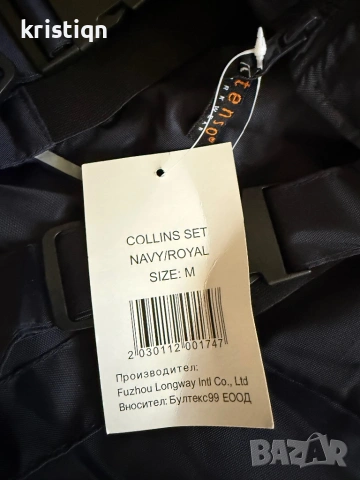 kristiqn
tenso
COLLINS SET
NAVY/ROYAL
SIZE: M
2 030112 001747
Производител:
Fuzhou Longway Intl Co., Ltd
Вносител: Бултекс99 ЕООД
BAZAR